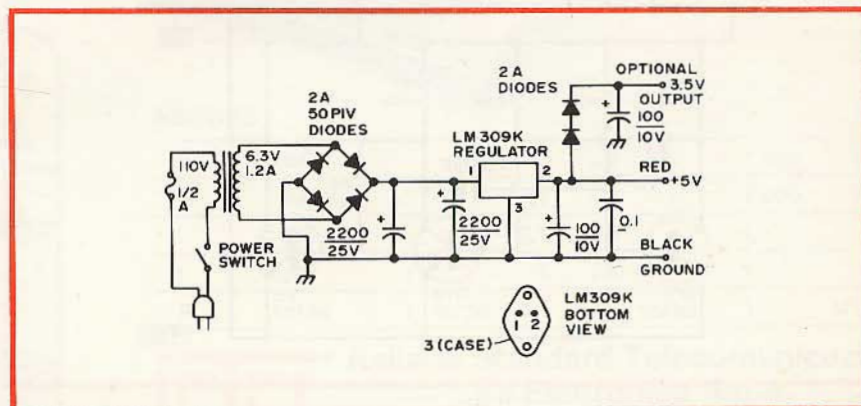 2 A
DIODES
OPTIONAL
3.5V
OUTPUT
100
10V
2A
50 PIV
DIODES
LM309K
REGULATOR
110V
6.3V
1.2A
1/2
A
1
2
3
RED
+5V
2200
25V
2200
25V
100
10V
0.1
POWER
SWITCH
BLACK
GROUND
LM309K
BOTTOM
VIEW
1 2
3 (CASE)